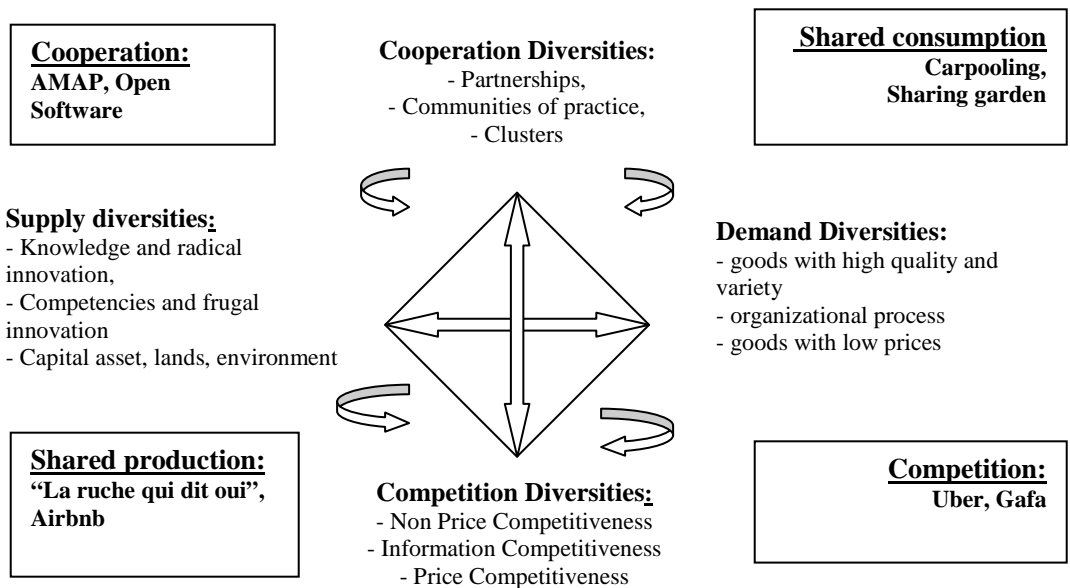 Cooperation:
AMAP, Open
Software
Cooperation Diversities:
- Partnerships,
- Communities of practice,
- Clusters
Shared consumption
Carpooling,
Sharing garden
Supply diversities:
- Knowledge and radical
innovation,
- Competencies and frugal
innovation
- Capital asset, lands, environment
Demand Diversities:
- goods with high quality and
variety
- organizational process
- goods with low prices
Shared production:
“La ruche qui dit oui”,
Airbnb
Competition Diversities:
- Non Price Competitiveness
- Information Competitiveness
- Price Competitiveness
Competition:
Uber, Gafa